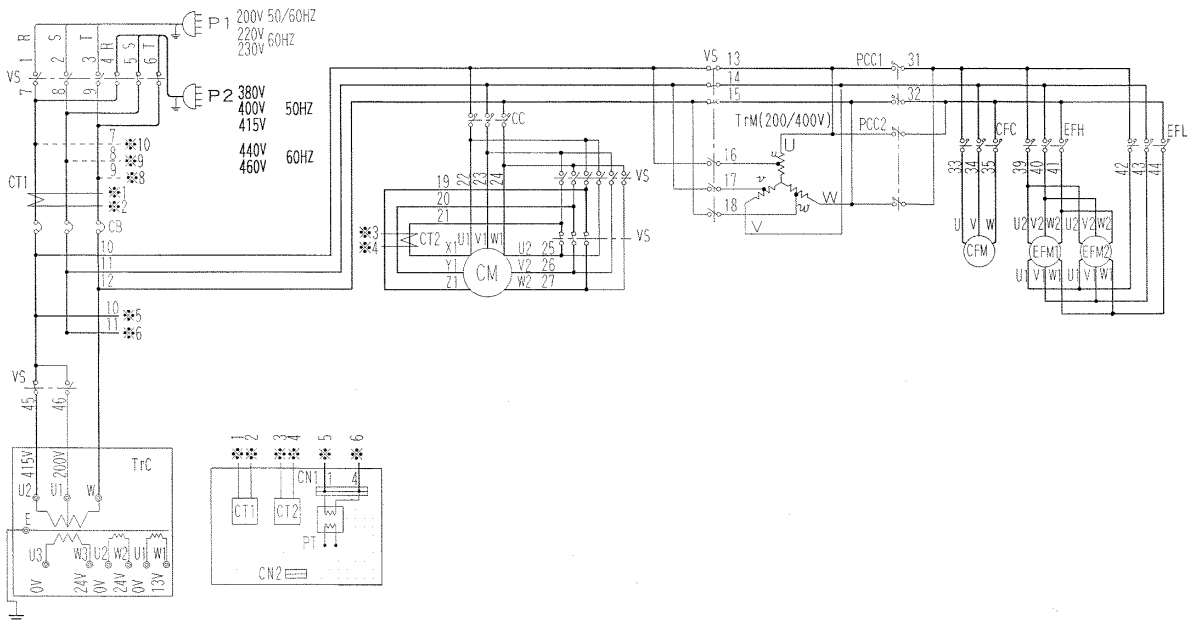 P1 200V 50/60HZ
220V
230V 60HZ
R S T R S T
1 2 3 4 5 6
VS
7 8 9
P2 380V
400V 50HZ
415V
440V 60HZ
460V
7 ※10
8 ※9
9 ※8
CT1
※1
※2
CB
10
11
12
10 ※5
11 ※6
VS
45 46
415V 200V TrC
U2 U1 W
E
U3 W3 U2 W2 U1 W1
0V 24V 0V 24V 0V 13V
CC
22 23 24
VS
19
20
21
VS
※3
※4
CT2
U1 V1 W1
X1 U2 25
Y1 CM V2 26
Z1 W2 27
1 2 3 4 5 6
※ ※ ※ ※ ※ ※
CN1 1 4
CT1 CT2
PT
CN2
VS 13
14
15
TrM(200/400V)
U
16
17
18
u
v
w
V
W
PCC1 31
32
PCC2
CFC EFH EFL
33 34 35 39 40 41 42 43 44
U V W U2 V2 W2 U2 V2 W2
CFM EFM1 EFM2
U1 V1 W1 U1 V1 W1